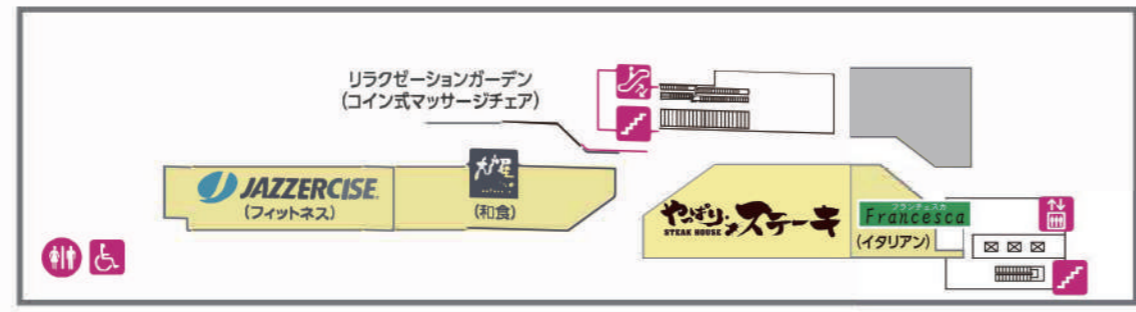 リラクゼーションガーデン
(コイン式マッサージチェア)
JAZZERCISE.
(フィットネス)
(和食)
やっぱり
ステーキ
STEAK HOUSE
フランチェスカ
Francesca
(イタリアン)